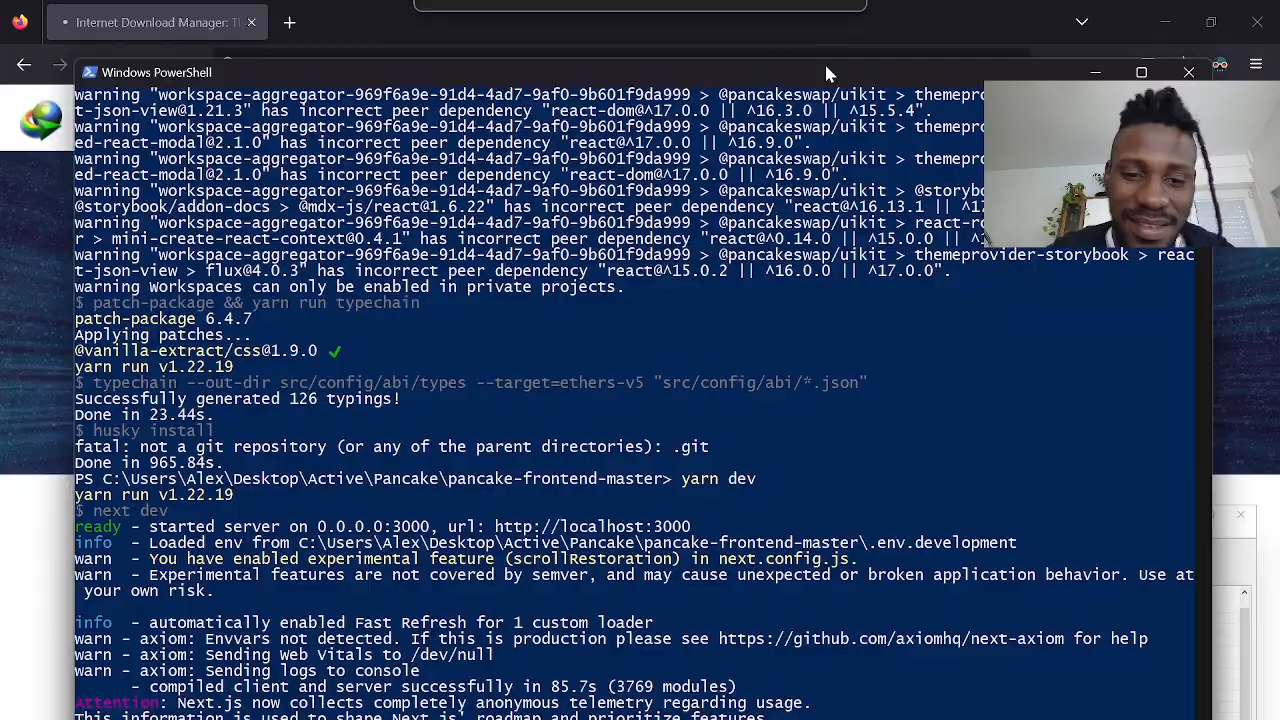 Internet Download Manager: Th
Windows PowerShell
warning "workspace-aggregator-969f6a9e-91d4-4ad7-9af0-9b601f9da999 > @pancakeswap/uikit > themepro
t-json-view@1.21.3" has incorrect peer dependency "react-dom@^17.0.0 || ^16.3.0 || ^15.5.4".
warning "workspace-aggregator-969f6a9e-91d4-4ad7-9af0-9b601f9da999 > @pancakeswap/uikit > themepro
ed-react-modal@2.1.0" has incorrect peer dependency "react@^17.0.0 || ^16.9.0".
warning "workspace-aggregator-969f6a9e-91d4-4ad7-9af0-9b601f9da999 > @pancakeswap/uikit > themepro
ed-react-modal@2.1.0" has incorrect peer dependency "react-dom@^17.0.0 || ^16.9.0".
warning "workspace-aggregator-969f6a9e-91d4-4ad7-9af0-9b601f9da999 > @pancakeswap/uikit > @storyb
@storybook/addon-docs > @mdx-js/react@1.6.22" has incorrect peer dependency "react@^16.13.1 || ^17
warning "workspace-aggregator-969f6a9e-91d4-4ad7-9af0-9b601f9da999 > @pancakeswap/uikit > react-ro
r > mini-create-react-context@0.4.1" has incorrect peer dependency "react@^0.14.0 || ^15.0.0 || ^
warning "workspace-aggregator-969f6a9e-91d4-4ad7-9af0-9b601f9da999 > @pancakeswap/uikit > themeprovider-storybook > reac
t-json-view > flux@4.0.3" has incorrect peer dependency "react@^15.0.2 || ^16.0.0 || ^17.0.0".
warning Workspaces can only be enabled in private projects.
$ patch-package && yarn run typechain
patch-package 6.4.7
Applying patches...
@vanilla-extract/css@1.9.0 ✔
yarn run v1.22.19
$ typechain --out-dir src/config/abi/types --target=ethers-v5 "src/config/abi/*.json"
Successfully generated 126 typings!
Done in 23.44s.
$ husky install
fatal: not a git repository (or any of the parent directories): .git
Done in 965.84s.
PS C:\Users\Alex\Desktop\Active\Pancake\pancake-frontend-master> yarn dev
yarn run v1.22.19
$ next dev
ready - started server on 0.0.0.0:3000, url: http://localhost:3000
info  - Loaded env from C:\Users\Alex\Desktop\Active\Pancake\pancake-frontend-master\.env.development
warn  - You have enabled experimental feature (scrollRestoration) in next.config.js.
warn  - Experimental features are not covered by semver, and may cause unexpected or broken application behavior. Use at
your own risk.
info  - automatically enabled Fast Refresh for 1 custom loader
warn - axiom: Envvars not detected. If this is production please see https://github.com/axiomhq/next-axiom for help
warn - axiom: Sending Web Vitals to /dev/null
warn - axiom: Sending logs to console
- compiled client and server successfully in 85.7s (3769 modules)
Attention: Next.js now collects completely anonymous telemetry regarding usage.
This information is used to shape Next.js' roadmap and prioritize features.